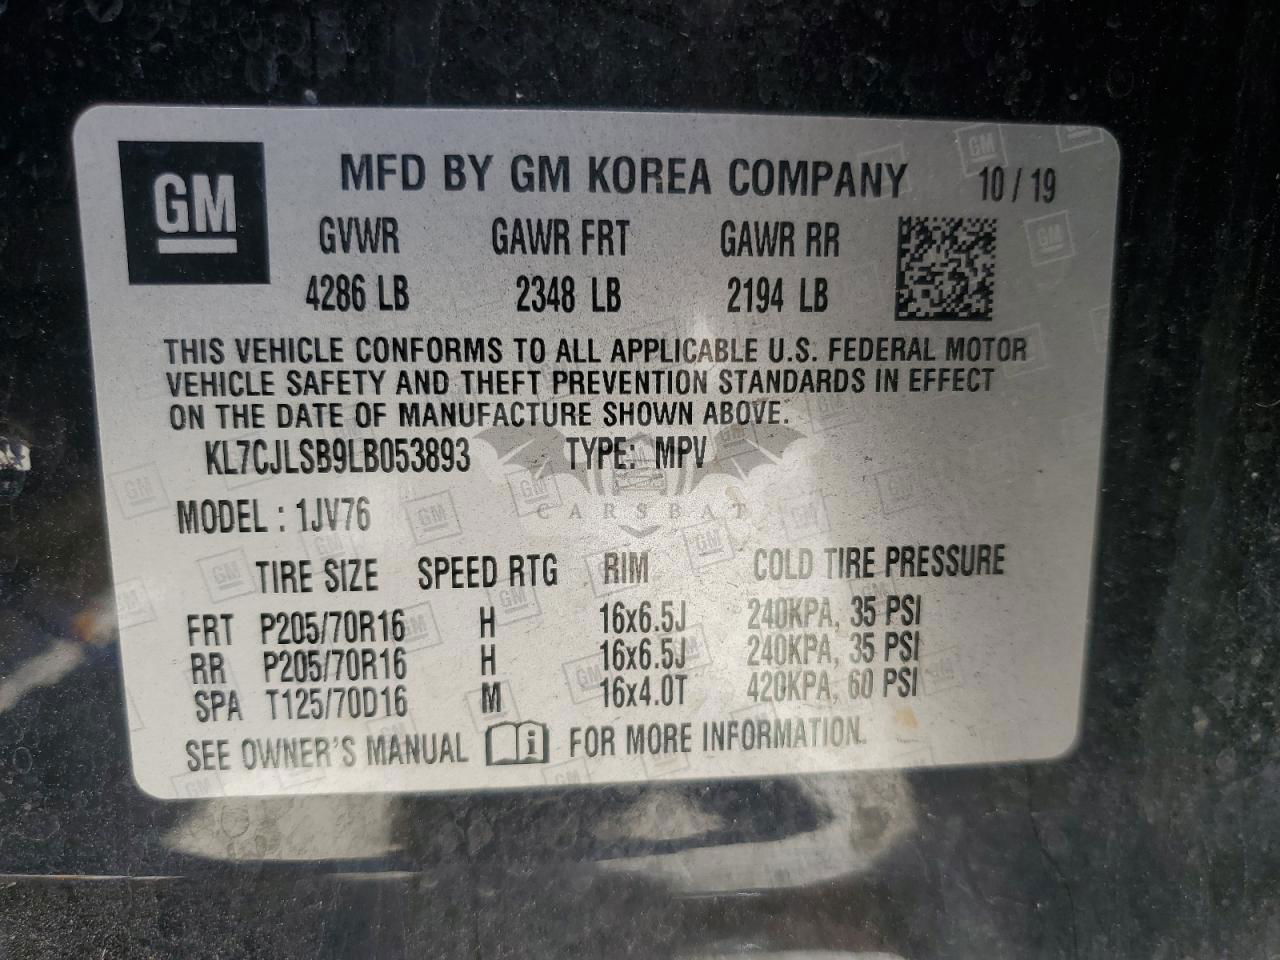 GM
MFD BY GM KOREA COMPANY 10 / 19
GVWR GAWR FRT GAWR RR
4286 LB 2348 LB 2194 LB
THIS VEHICLE CONFORMS TO ALL APPLICABLE U.S. FEDERAL MOTOR
VEHICLE SAFETY AND THEFT PREVENTION STANDARDS IN EFFECT
ON THE DATE OF MANUFACTURE SHOWN ABOVE.
KL7CJLSB9LB053893 TYPE: MPV
CARSBAT
MODEL : 1JV76
TIRE SIZE SPEED RTG RIM COLD TIRE PRESSURE
FRT P205/70R16 H 16x6.5J 240KPA, 35 PSI
RR P205/70R16 H 16x6.5J 240KPA, 35 PSI
SPA T125/70D16 M 16x4.0T 420KPA, 60 PSI
SEE OWNER'S MANUAL i FOR MORE INFORMATION.